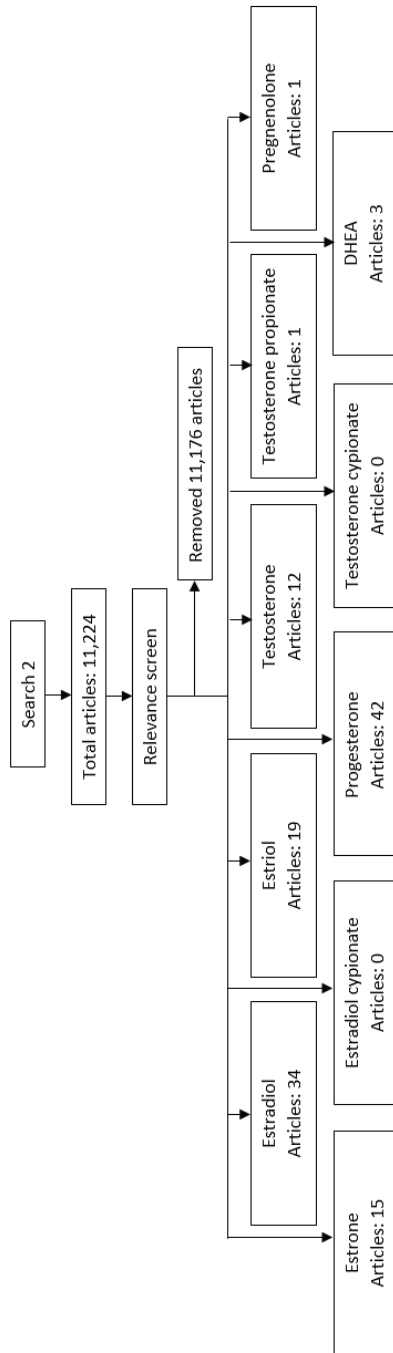 Search 2
Total articles: 11,224
Relevance screen
Removed 11,176 articles
Estradiol
Articles: 34
Estriol
Articles: 19
Testosterone
Articles: 12
Testosterone propionate
Articles: 1
Pregnenolone
Articles: 1
Estrone
Articles: 15
Estradiol cypionate
Articles: 0
Progesterone
Articles: 42
Testosterone cypionate
Articles: 0
DHEA
Articles: 3